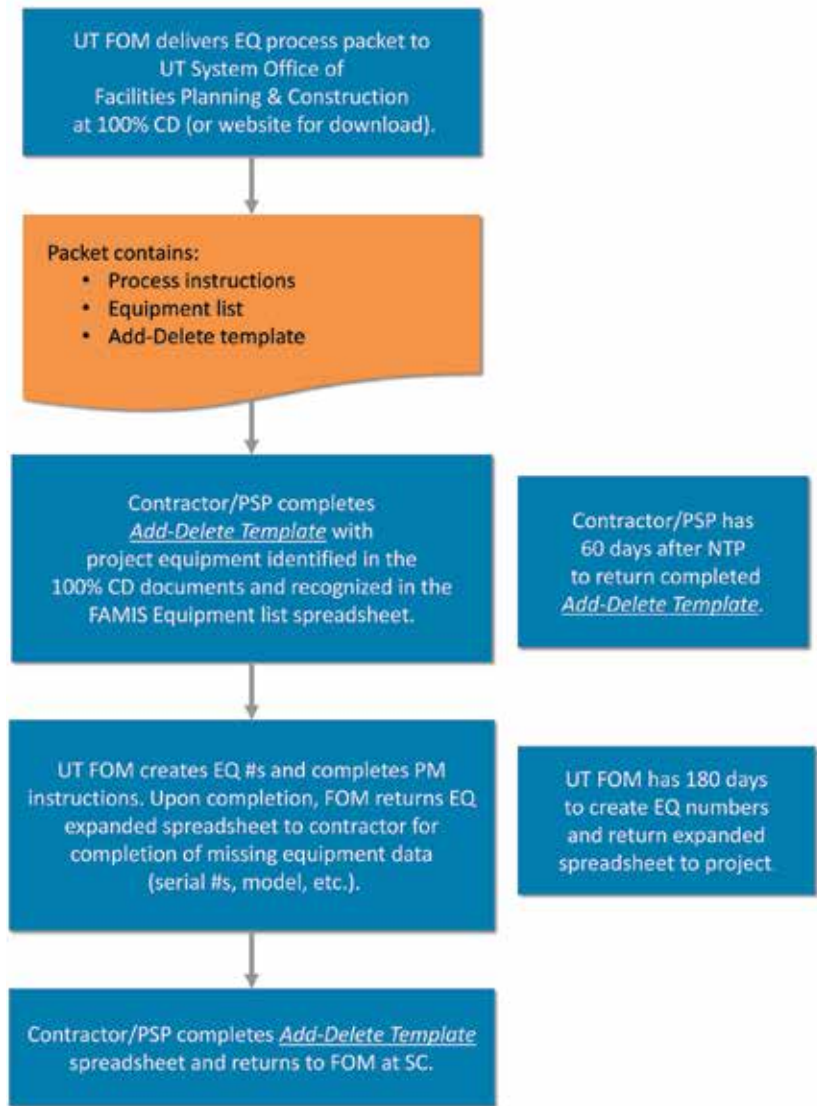 UT FOM delivers EQ process packet to
UT System Office of
Facilities Planning & Construction
at 100% CD (or website for download).
Packet contains:
• Process instructions
• Equipment list
• Add-Delete template
Contractor/PSP completes
Add-Delete Template with
project equipment identified in the
100% CD documents and recognized in the
FAMIS Equipment list spreadsheet.
Contractor/PSP has
60 days after NTP
to return completed
Add-Delete Template.
UT FOM creates EQ #s and completes PM
instructions. Upon completion, FOM returns EQ
expanded spreadsheet to contractor for
completion of missing equipment data
(serial #s, model, etc.).
UT FOM has 180 days
to create EQ numbers
and return expanded
spreadsheet to project
Contractor/PSP completes Add-Delete Template
spreadsheet and returns to FOM at SC.